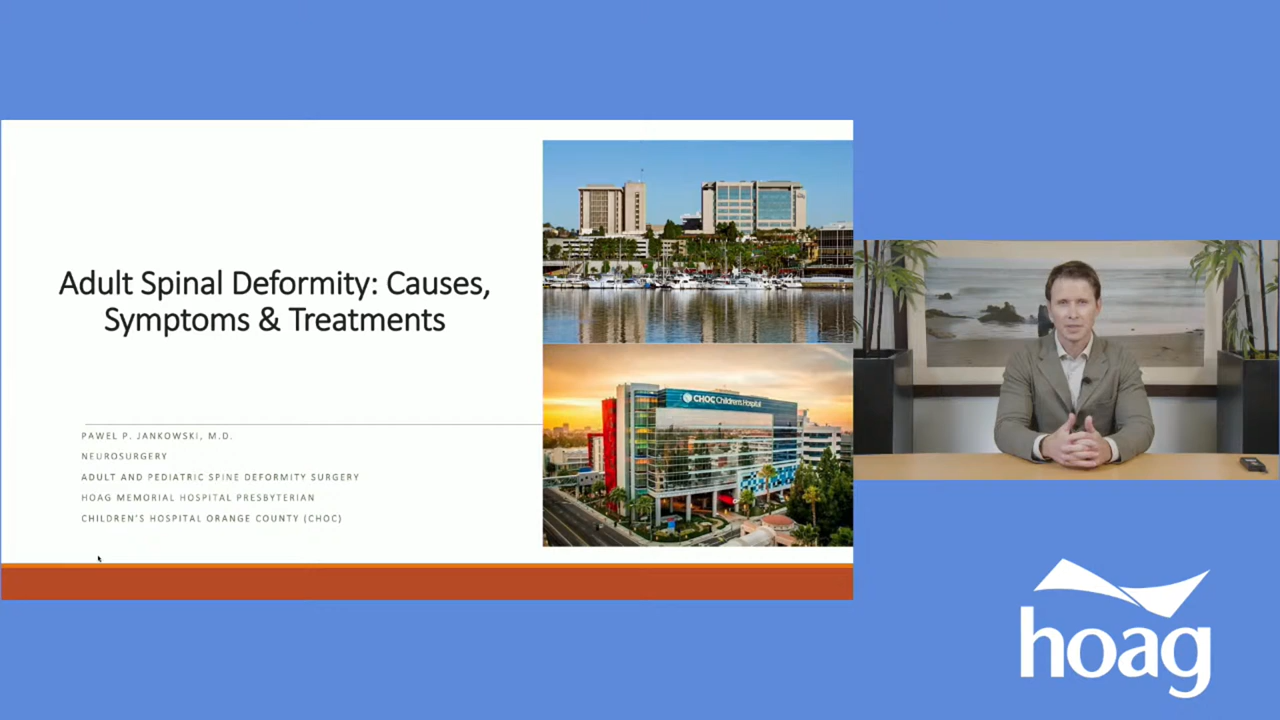 Adult Spinal Deformity: Causes,
Symptoms & Treatments
PAWEL P. JANKOWSKI, M.D.
NEUROSURGERY
ADULT AND PEDIATRIC SPINE DEFORMITY SURGERY
HOAG MEMORIAL HOSPITAL PRESBYTERIAN
CHILDREN'S HOSPITAL ORANGE COUNTY (CHOC)
CHOC Children's Hospital
hoag